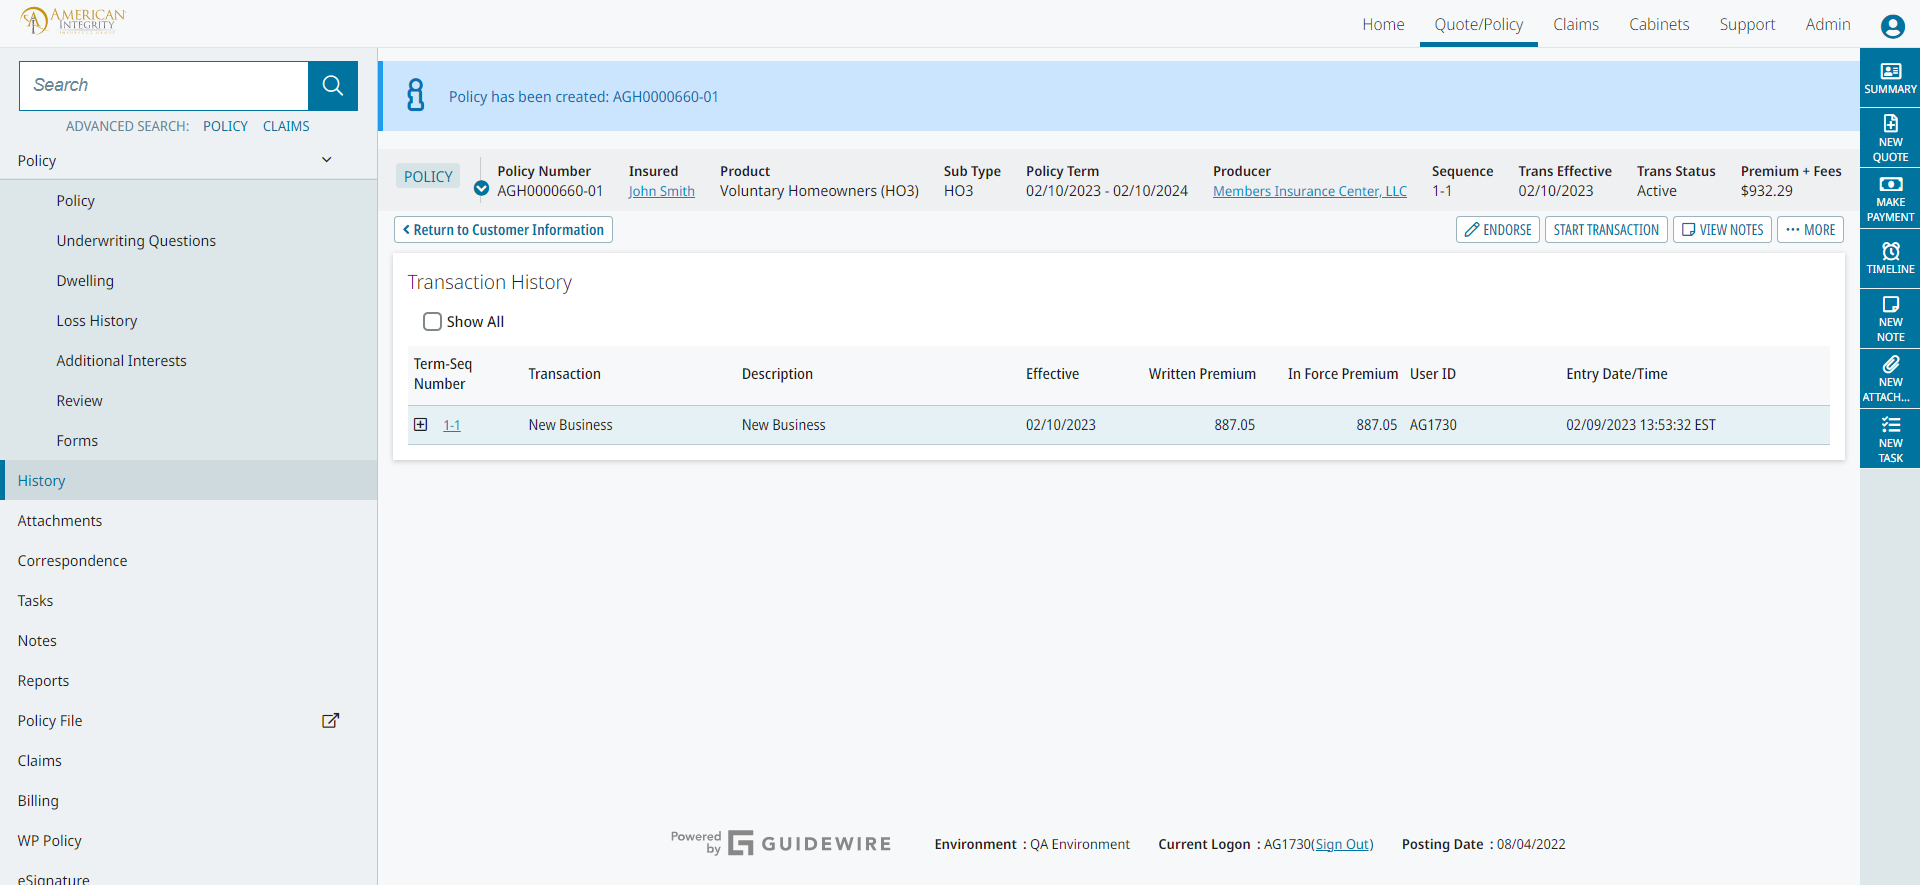 AMERICAN
INTEGRITY
INSURANCE GROUP
Home Quote/Policy Claims Cabinets Support Admin
Search
ADVANCED SEARCH: POLICY CLAIMS
Policy
Policy
Underwriting Questions
Dwelling
Loss History
Additional Interests
Review
Forms
History
Attachments
Correspondence
Tasks
Notes
Reports
Policy File
Claims
Billing
WP Policy
eSignature
Policy has been created: AGH0000660-01
POLICY
Policy Number Insured Product Sub Type Policy Term Producer Sequence Trans Effective Trans Status Premium + Fees
AGH0000660-01 John Smith Voluntary Homeowners (HO3) HO3 02/10/2023 - 02/10/2024 Members Insurance Center, LLC 1-1 02/10/2023 Active $932.29
Return to Customer Information ENDORSE START TRANSACTION VIEW NOTES ••• MORE
Transaction History
Show All
Term-Seq
Number Transaction Description Effective Written Premium In Force Premium User ID Entry Date/Time
1-1 New Business New Business 02/10/2023 887.05 887.05 AG1730 02/09/2023 13:53:32 EST
Powered
by GUIDEWIRE
Environment : QA Environment Current Logon : AG1730(Sign Out) Posting Date : 08/04/2022
SUMMARY
NEW
QUOTE
MAKE
PAYMENT
TIMELINE
NEW
NOTE
NEW
ATTACH...
NEW
TASK